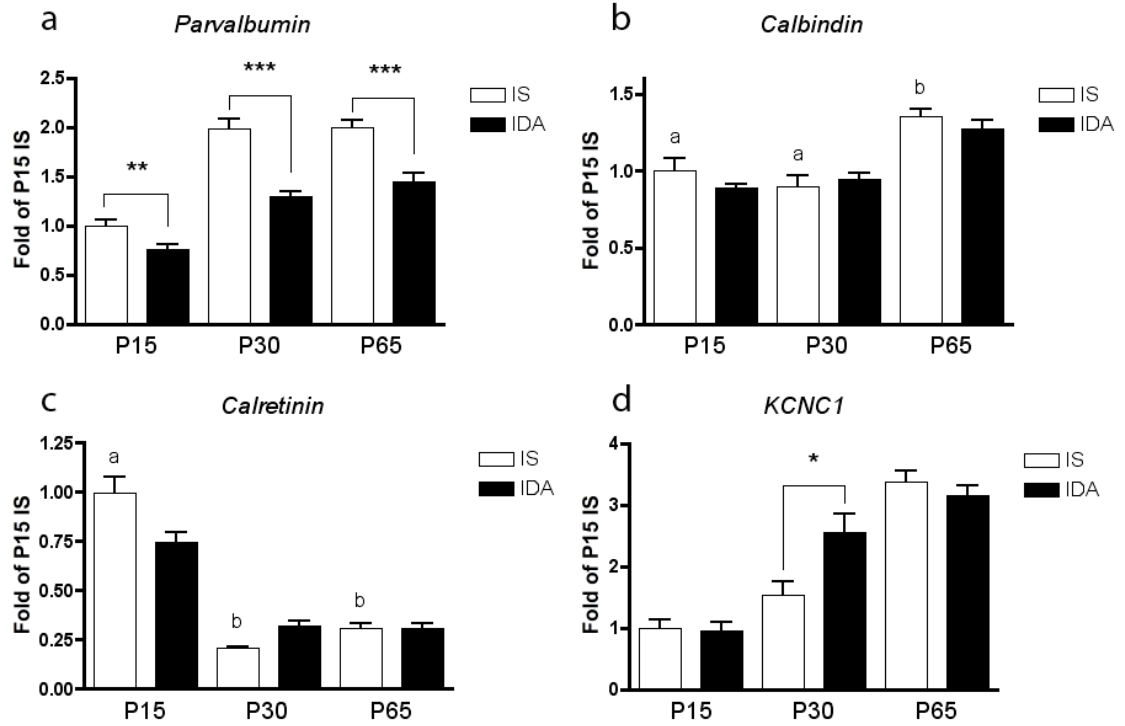 a
Parvalbumin
Fold of P15 IS
2.5
2.0
1.5
1.0
0.5
0.0
**
***
***
P15
P30
P65
IS
IDA
b
Calbindin
Fold of P15 IS
1.5
1.0
0.5
0.0
a
a
b
P15
P30
P65
IS
IDA
c
Calretinin
Fold of P15 IS
1.25
1.00
0.75
0.50
0.25
0.00
a
b
b
P15
P30
P65
IS
IDA
d
KCNC1
Fold of P15 IS
4
3
2
1
0
*
P15
P30
P65
IS
IDA